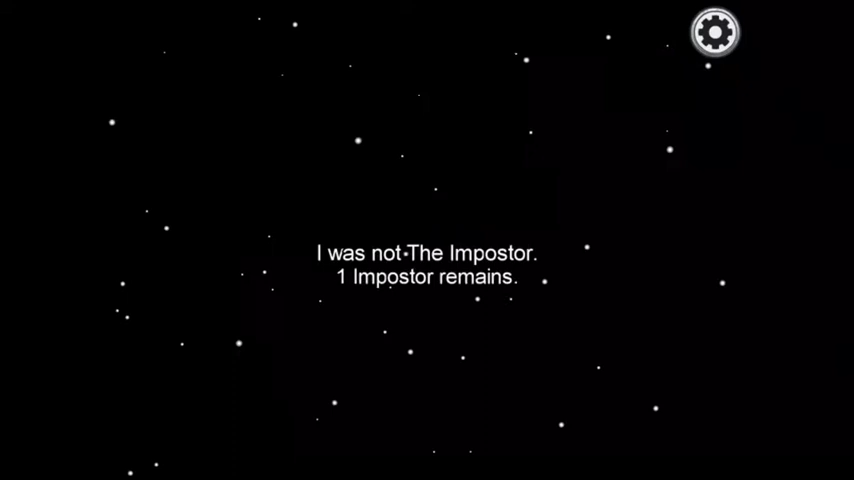 I was not The Impostor.
1 Impostor remains.